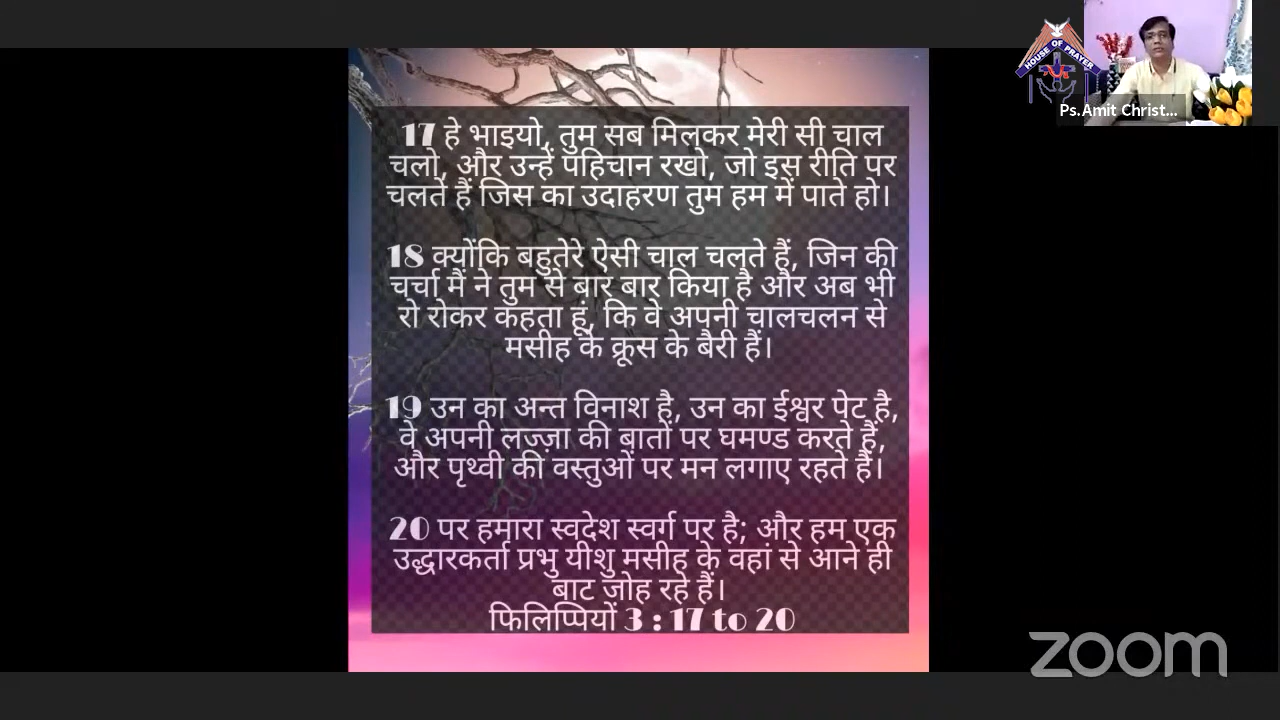 HOUSE OF PRAYER
Ps.Amit Christ...
17 हे भाइयो, तुम सब मिलकर मेरी सी चाल
चलो, और उन्हें पहिचान रखो, जो इस रीति पर
चलते हैं जिस का उदाहरण तुम हम में पाते हो।
18 क्योंकि बहुतेरे ऐसी चाल चलते हैं, जिन की
चर्चा मैं ने तुम से बार बार किया है और अब भी
रो रोकर कहता हूं, कि वे अपनी चालचलन से
मसीह के क्रूस के बैरी हैं।
19 उन का अन्त विनाश है, उन का ईश्वर पेट है,
वे अपनी लज्ज़ा की बातों पर घमण्ड करते हैं,
और पृथ्वी की वस्तुओं पर मन लगाए रहते हैं।
20 पर हमारा स्वदेश स्वर्ग पर है; और हम एक
उद्धारकर्ता प्रभु यीशु मसीह के वहां से आने ही
बाट जोह रहे हैं।
फिलिप्पियों 3 : 17 to 20
zoom